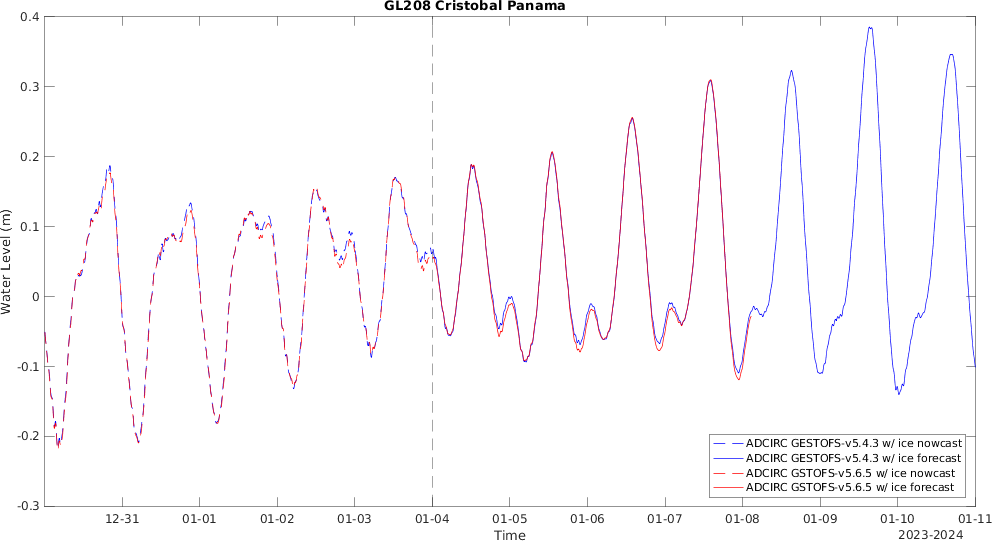 GL208 Cristobal Panama
0.4
0.3
0.2
0.1
0
-0.1
-0.2
-0.3
Water Level (m)
ADCIRC GESTOFS-v5.4.3 w/ ice nowcast
ADCIRC GESTOFS-v5.4.3 w/ ice forecast
ADCIRC GSTOFS-v5.6.5 w/ ice nowcast
ADCIRC GSTOFS-v5.6.5 w/ ice forecast
12-31 01-01 01-02 01-03 01-04 01-05 01-06 01-07 01-08 01-09 01-10 01-11
Time
2023-2024